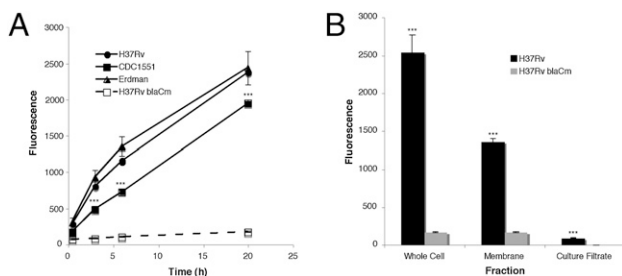 A
H37Rv
CDC1551
Erdman
H37Rv blaCm
Fluorescence
3000
2500
2000
1500
1000
500
0
***
***
***
0
5
10
15
20
25
Time (h)
B
H37Rv
H37Rv blaCm
Fluorescence
3000
2500
2000
1500
1000
500
0
***
***
***
Whole Cell
Membrane
Culture Filtrate
Fraction